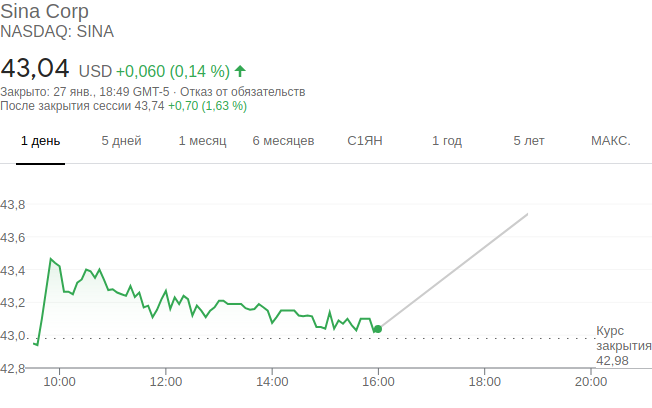 Sina Corp
NASDAQ: SINA
43,04 USD +0,060 (0,14 %)
Закрыто: 27 янв., 18:49 GMT-5 · Отказ от обязательств
После закрытия сессии 43,74 +0,70 (1,63 %)
1 день 5 дней 1 месяц 6 месяцев С1ЯН 1 год 5 лет МАКС.
43,8
43,6
43,4
43,2
43,0
42,8
Курс
закрытия
42,98
10:00 12:00 14:00 16:00 18:00 20:00